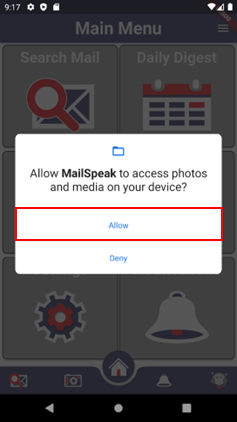 9:17
Main Menu
Search Mail
Daily Digest
Allow MailSpeak to access photos
and media on your device?
Allow
Deny